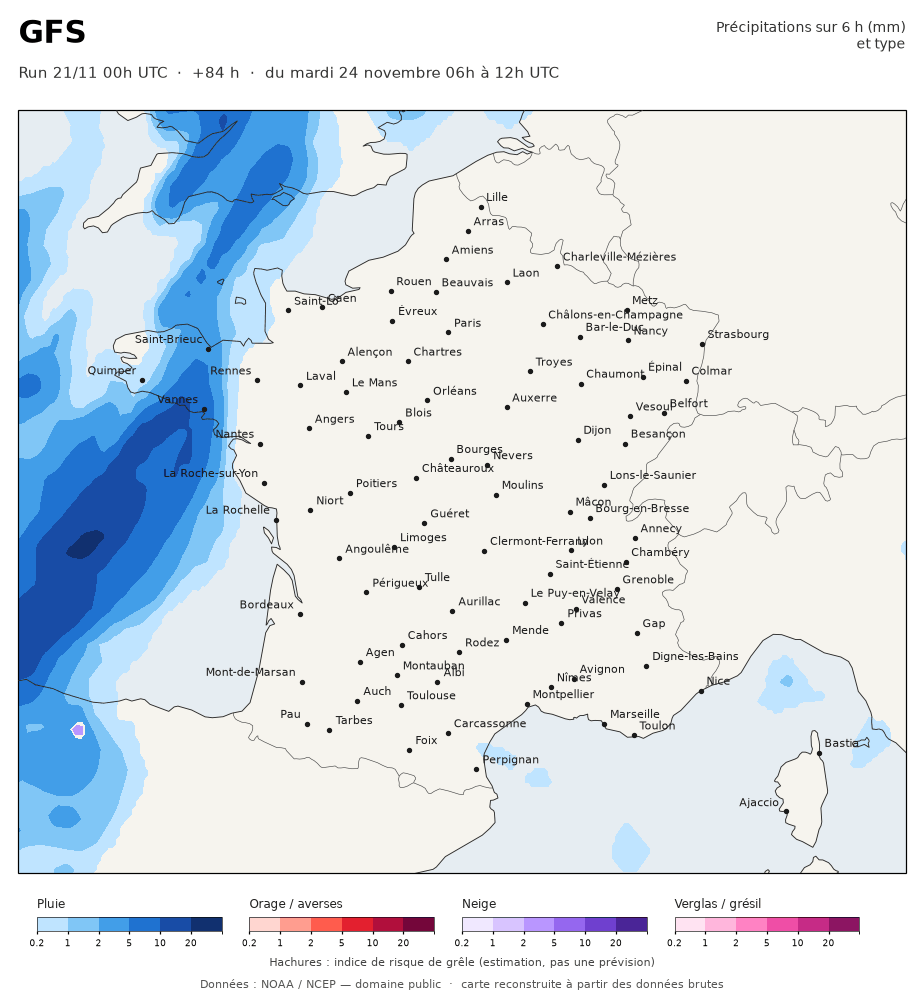 GFS
Précipitations sur 6 h (mm)
et type
Run 21/11 00h UTC · +84 h · du mardi 24 novembre 06h à 12h UTC
Lille
Arras
Amiens
Charleville-Mézières
Laon
Rouen
Beauvais
Saint-Lô
Caen
Metz
Évreux
Châlons-en-Champagne
Paris
Bar-le-Duc
Nancy
Strasbourg
Saint-Brieuc
Alençon
Chartres
Quimper
Rennes
Laval
Le Mans
Troyes
Chaumont
Épinal
Colmar
Vannes
Orléans
Auxerre
Vesoul
Belfort
Angers
Tours
Blois
Nantes
Dijon
Besançon
Bourges
Nevers
La Roche-sur-Yon
Châteauroux
Lons-le-Saunier
Poitiers
Moulins
Niort
La Rochelle
Guéret
Mâcon
Bourg-en-Bresse
Angoulême
Limoges
Clermont-Ferrand
Lyon
Annecy
Chambéry
Saint-Étienne
Périgueux
Tulle
Grenoble
Bordeaux
Aurillac
Le Puy-en-Velay
Valence
Privas
Cahors
Rodez
Mende
Gap
Agen
Digne-les-Bains
Mont-de-Marsan
Montauban
Albi
Nîmes
Avignon
Nice
Auch
Toulouse
Montpellier
Pau
Tarbes
Carcassonne
Marseille
Toulon
Foix
Perpignan
Bastia
Ajaccio
Pluie
Orage / averses
Neige
Verglas / grésil
0.2 1 2 5 10 20
0.2 1 2 5 10 20
0.2 1 2 5 10 20
0.2 1 2 5 10 20
Hachures : indice de risque de grêle (estimation, pas une prévision)
Données : NOAA / NCEP — domaine public · carte reconstruite à partir des données brutes